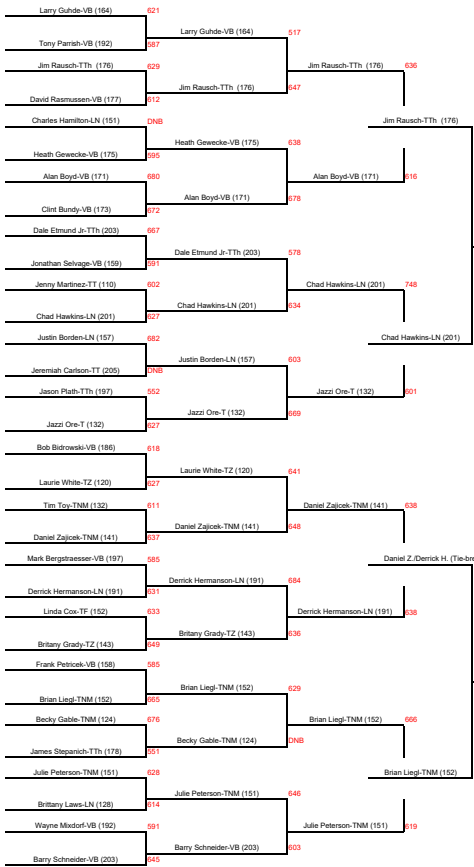 Larry Guhde-VB (164) 621
Larry Guhde-VB (164) 517
Tony Parrish-VB (192) 587
Jim Rausch-TTh (176) 629
Jim Rausch-TTh (176) 636
Jim Rausch-TTh (176) 647
David Rasmussen-VB (177) 612
Charles Hamilton-LN (151) DNB
Jim Rausch-TTh (176)
Heath Gewecke-VB (175) 638
Heath Gewecke-VB (175) 595
Alan Boyd-VB (171) 680
Alan Boyd-VB (171) 616
Alan Boyd-VB (171) 678
Clint Bundy-VB (173) 672
Dale Etmund Jr-TTh (203) 667
Dale Etmund Jr-TTh (203) 578
Jonathan Selvage-VB (159) 591
Jenny Martinez-TT (110) 602
Chad Hawkins-LN (201) 748
Chad Hawkins-LN (201) 634
Chad Hawkins-LN (201) 627
Justin Borden-LN (157) 682
Chad Hawkins-LN (201)
Justin Borden-LN (157) 603
Jeremiah Carlson-TT (205) DNB
Jason Plath-TTh (197) 552
Jazzi Ore-T (132) 601
Jazzi Ore-T (132) 669
Jazzi Ore-T (132) 627
Bob Bidrowski-VB (186) 618
Laurie White-TZ (120) 641
Laurie White-TZ (120) 627
Tim Toy-TNM (132) 611
Daniel Zajicek-TNM (141) 638
Daniel Zajicek-TNM (141) 648
Daniel Zajicek-TNM (141) 637
Mark Bergstraesser-VB (197) 585
Daniel Z./Derrick H. (Tie-bre
Derrick Hermanson-LN (191) 684
Derrick Hermanson-LN (191) 631
Linda Cox-TF (152) 633
Derrick Hermanson-LN (191) 638
Britany Grady-TZ (143) 636
Britany Grady-TZ (143) 649
Frank Petricek-VB (158) 585
Brian Liegl-TNM (152) 629
Brian Liegl-TNM (152) 665
Becky Gable-TNM (124) 676
Brian Liegl-TNM (152) 666
Becky Gable-TNM (124) DNB
James Stepanich-TTh (178) 551
Julie Peterson-TNM (151) 628
Brian Liegl-TNM (152)
Julie Peterson-TNM (151) 646
Brittany Laws-LN (128) 614
Wayne Mixdorf-VB (192) 591
Julie Peterson-TNM (151) 619
Barry Schneider-VB (203) 603
Barry Schneider-VB (203) 645